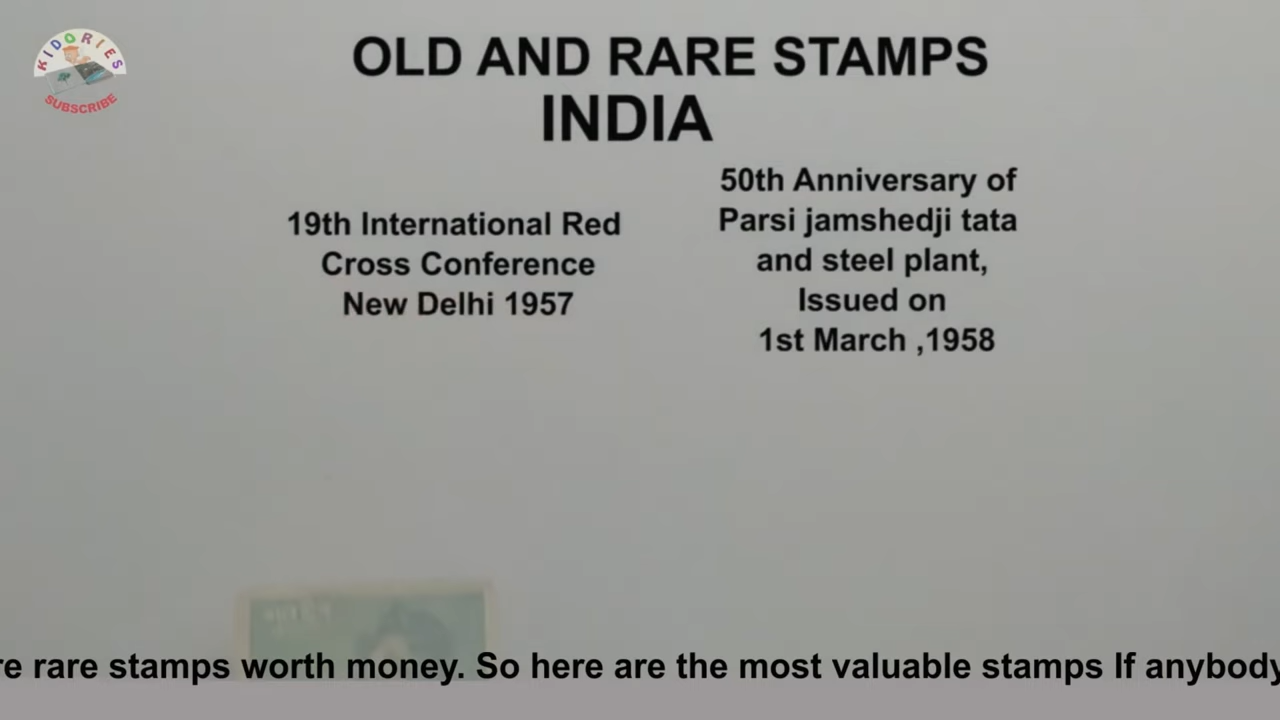 KIDORIES
SUBSCRIBE
OLD AND RARE STAMPS
INDIA
19th International Red
Cross Conference
New Delhi 1957
50th Anniversary of
Parsi jamshedji tata
and steel plant,
Issued on
1st March ,1958
re rare stamps worth money. So here are the most valuable stamps If anybody